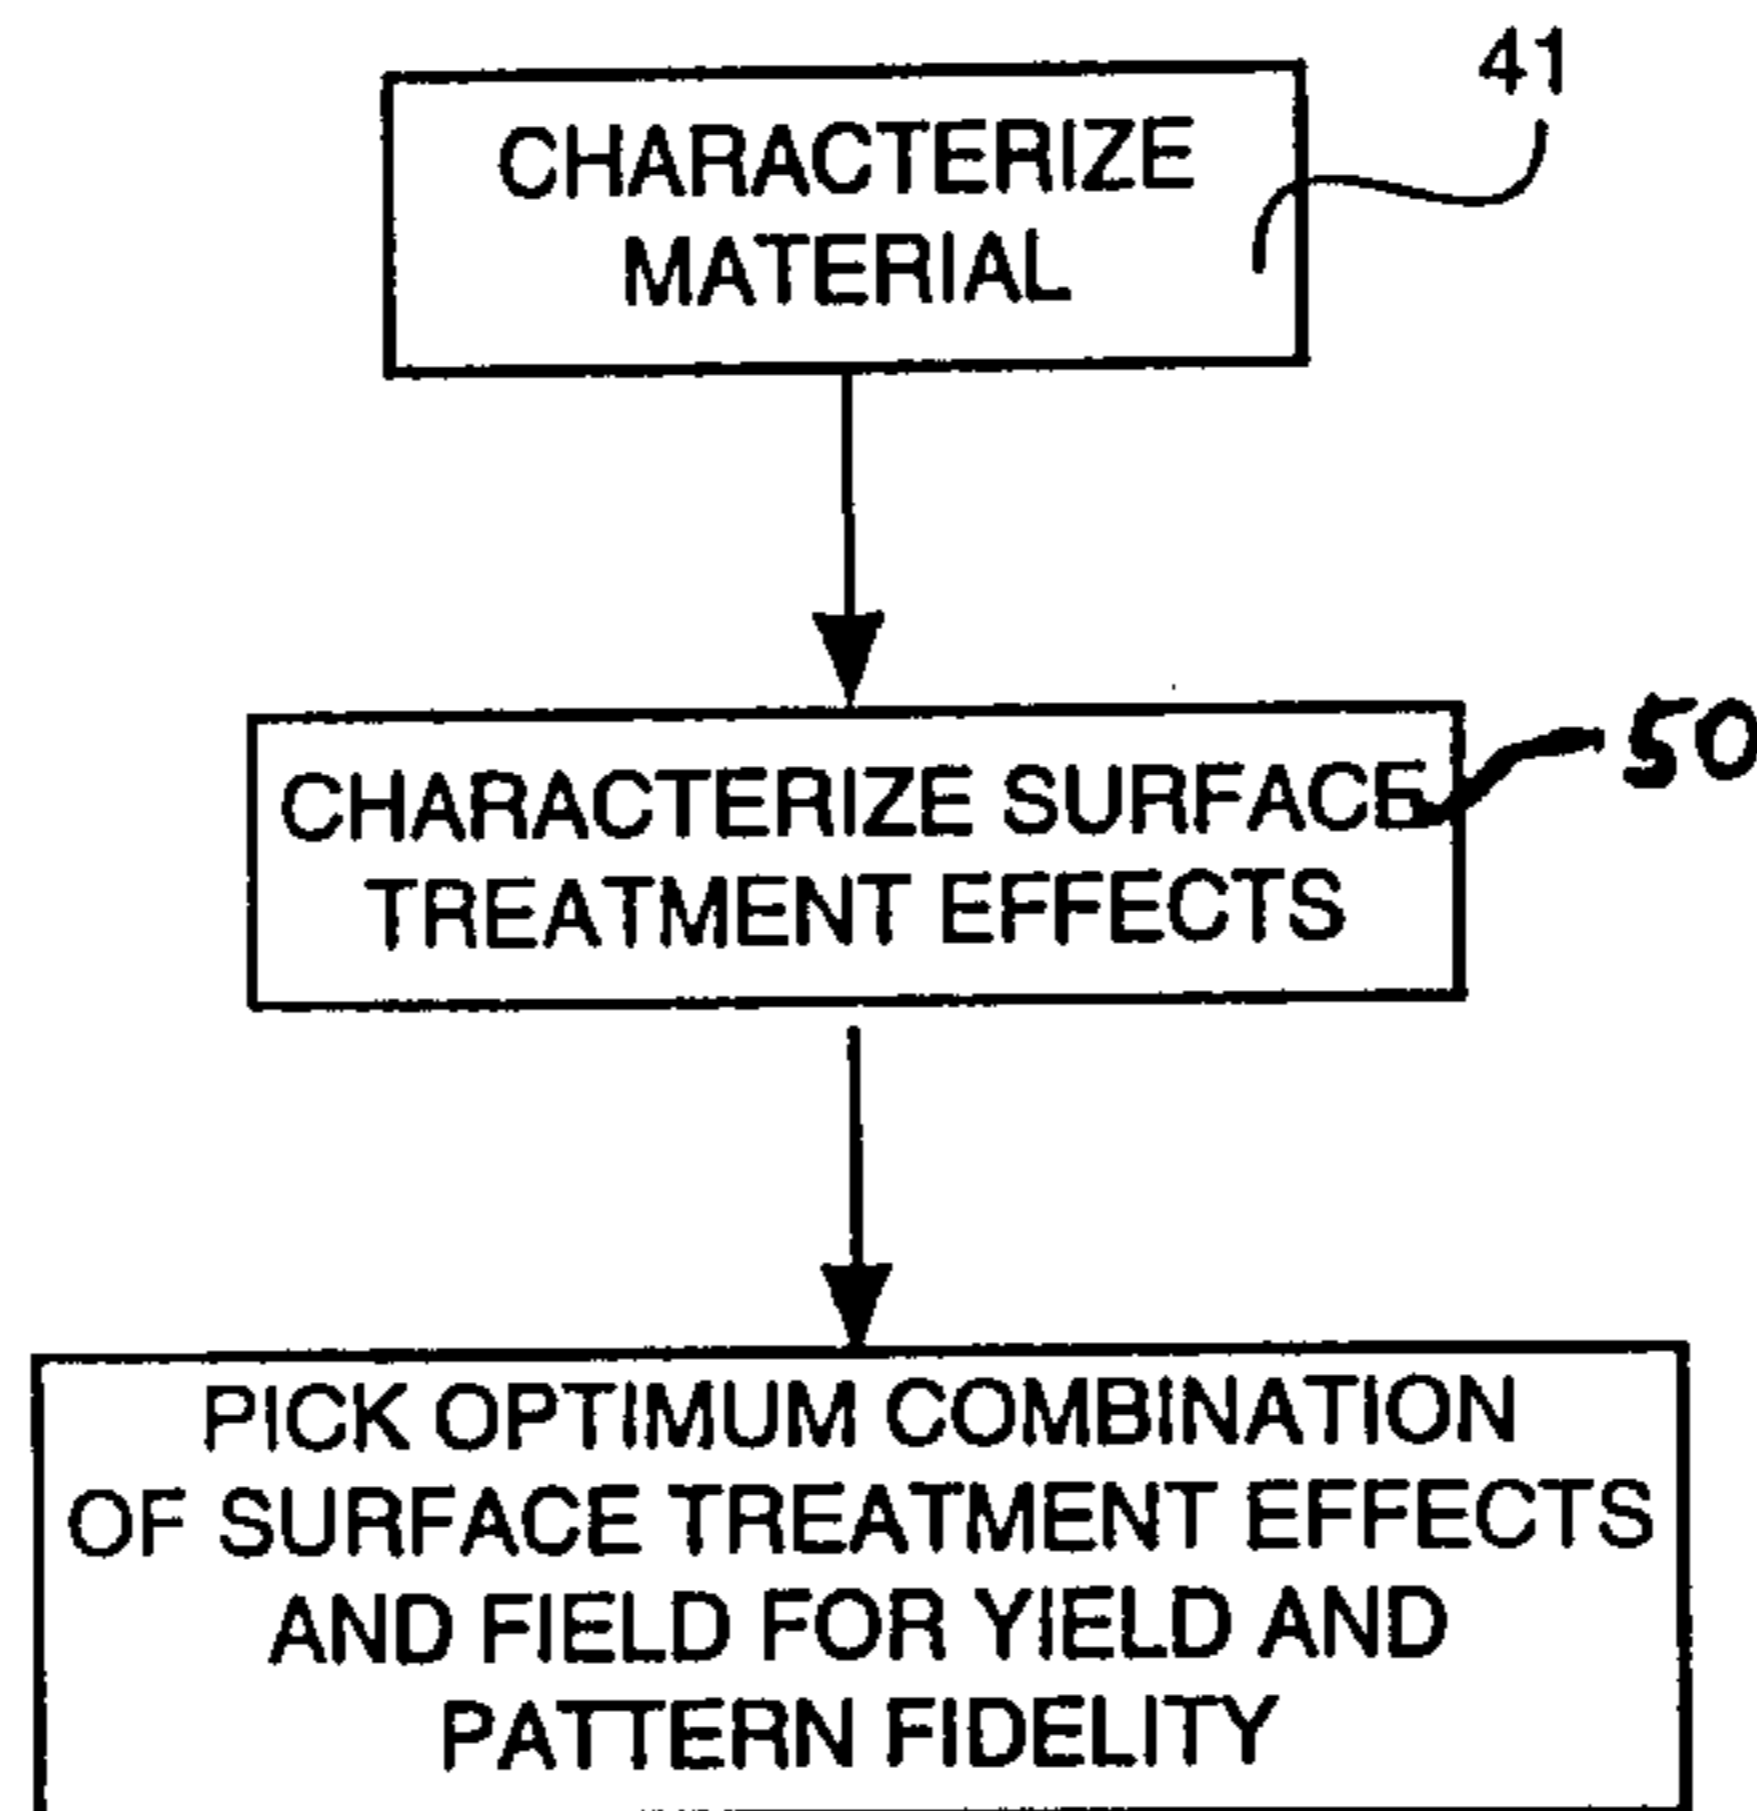 41
CHARACTERIZE
MATERIAL
50
CHARACTERIZE SURFACE
TREATMENT EFFECTS
PICK OPTIMUM COMBINATION
OF SURFACE TREATMENT EFFECTS
AND FIELD FOR YIELD AND
PATTERN FIDELITY